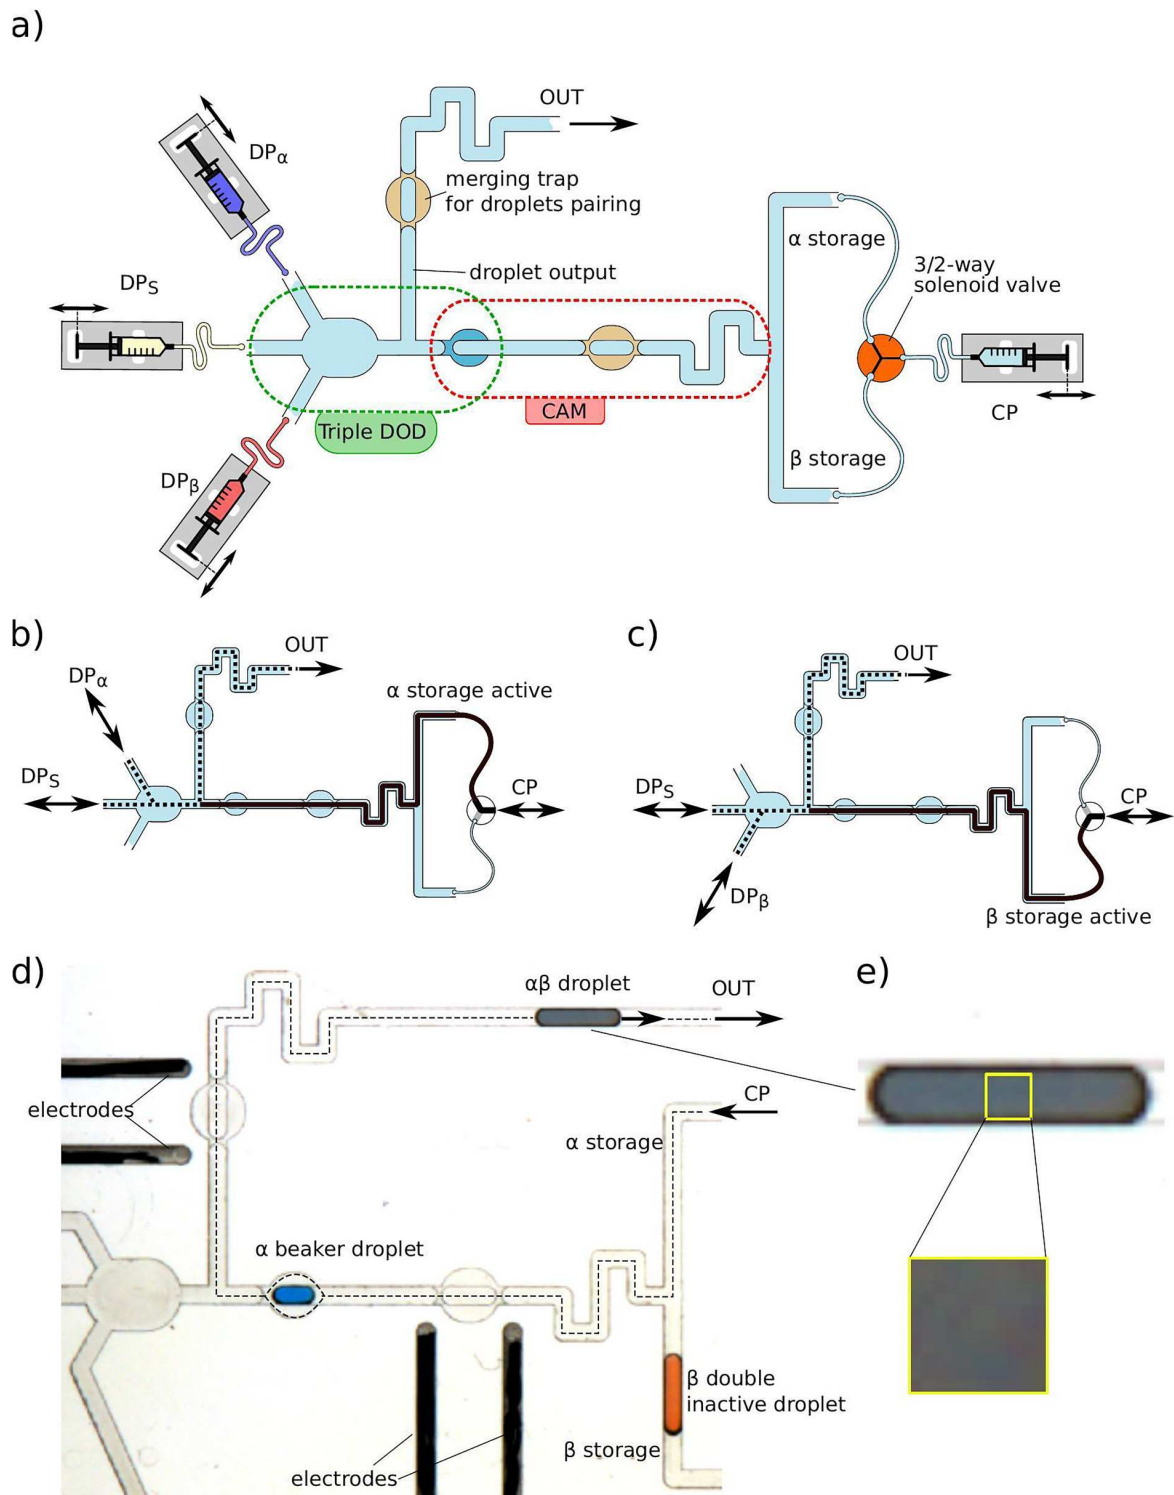 a)
OUT
DPα
merging trap
for droplets pairing
α storage
3/2-way
solenoid valve
droplet output
DPS
CP
CAM
Triple DOD
β storage
DPβ
b)
OUT
DPα
α storage active
DPS
CP
c)
OUT
DPS
CP
DPβ
β storage active
d)
αβ droplet
OUT
electrodes
CP
α storage
α beaker droplet
β double
inactive droplet
β storage
electrodes
e)